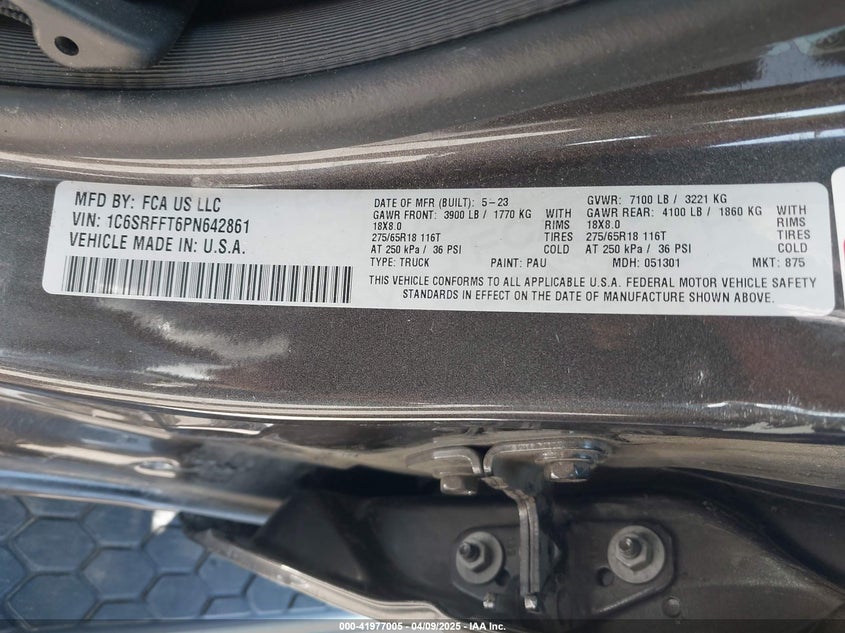 MFD BY: FCA US LLC
VIN: 1C6SRFFT6PN642861
VEHICLE MADE IN: U.S.A.
DATE OF MFR (BUILT): 5-23
GAWR FRONT: 3900 LB / 1770 KG
18X8.0 RIMS
275/65R18 116T TIRES
AT 250 kPa / 36 PSI COLD
TYPE: TRUCK PAINT: PAU
GVWR: 7100 LB / 3221 KG
GAWR REAR: 4100 LB / 1860 KG
18X8.0 RIMS
275/65R18 116T TIRES
AT 250 kPa / 36 PSI COLD
MDH: 051301 MKT: 875
THIS VEHICLE CONFORMS TO ALL APPLICABLE U.S.A. FEDERAL MOTOR VEHICLE SAFETY
STANDARDS IN EFFECT ON THE DATE OF MANUFACTURE SHOWN ABOVE.
000-41977005 - 04/09/2025 - IAA, Inc.